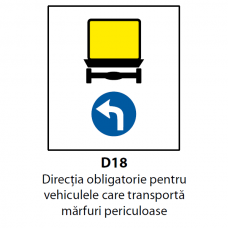 D18
Direcția obligatorie pentru
vehiculele care transportă
mărfuri periculoase